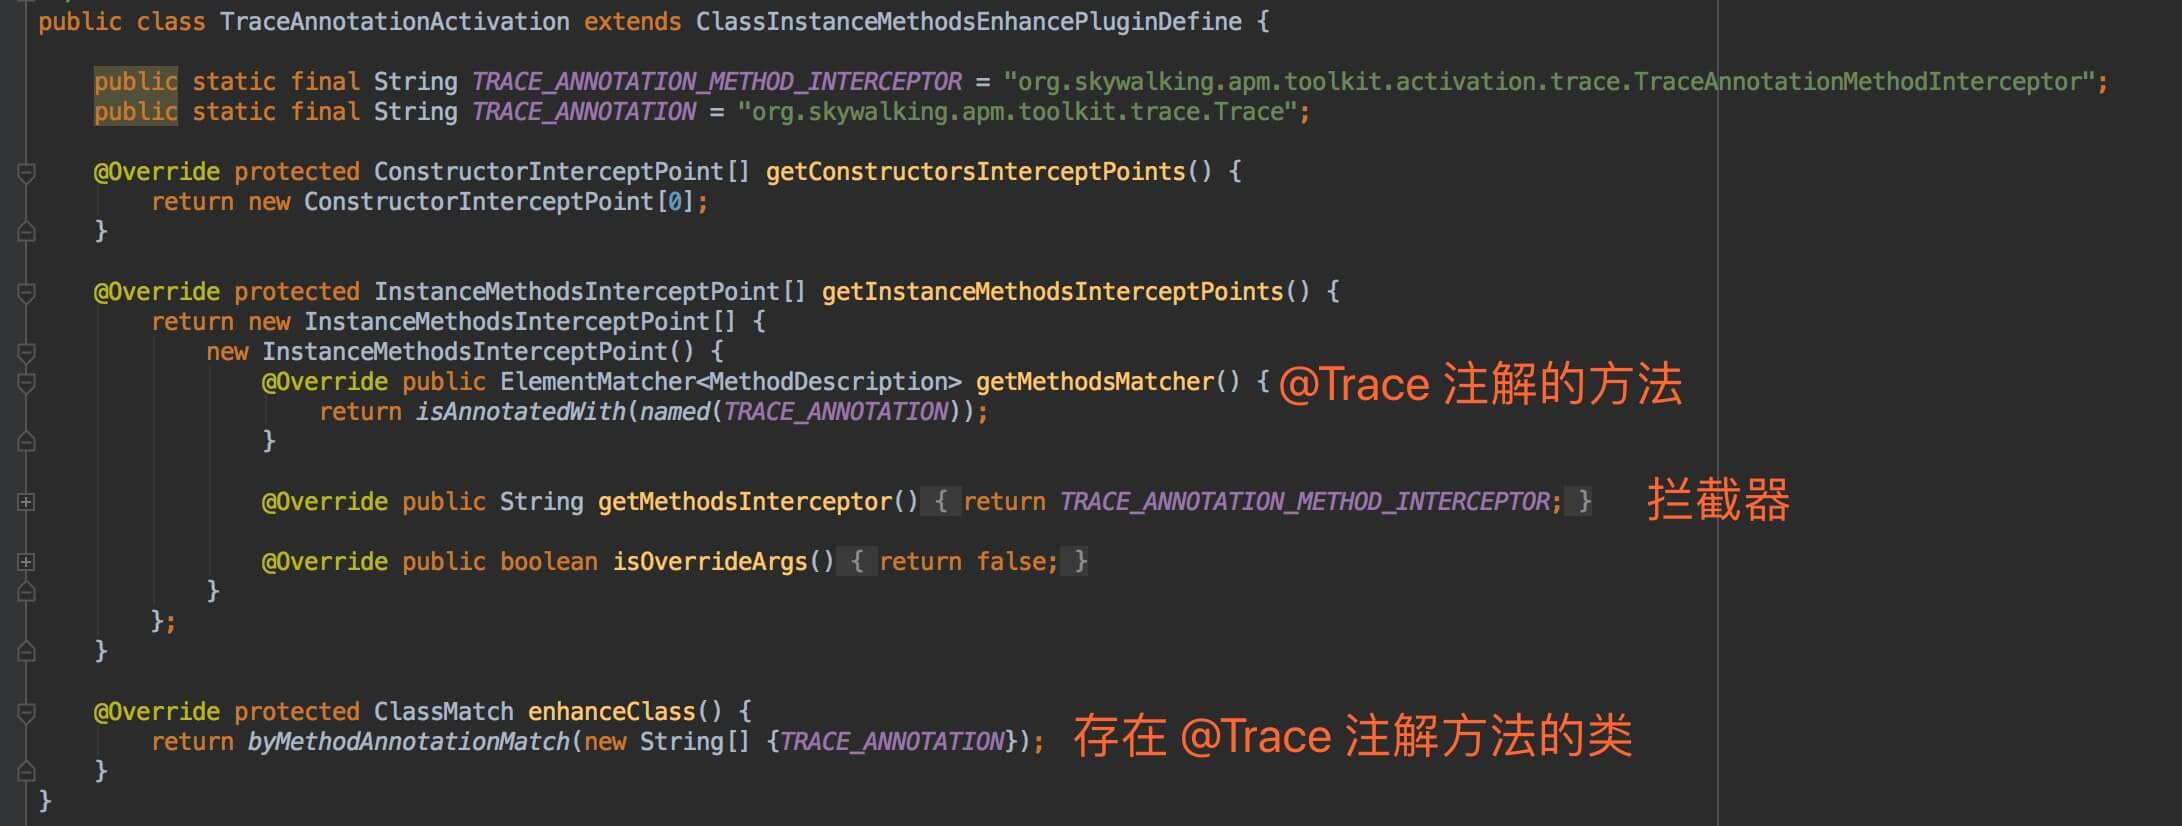 public class TraceAnnotationActivation extends ClassInstanceMethodsEnhancePluginDefine {
public static final String TRACE_ANNOTATION_METHOD_INTERCEPTOR = "org.skywalking.apm.toolkit.activation.trace.TraceAnnotationMethodInterceptor";
public static final String TRACE_ANNOTATION = "org.skywalking.apm.toolkit.trace.Trace";
@Override protected ConstructorInterceptPoint[] getConstructorsInterceptPoints() {
return new ConstructorInterceptPoint[0];
}
@Override protected InstanceMethodsInterceptPoint[] getInstanceMethodsInterceptPoints() {
return new InstanceMethodsInterceptPoint[] {
new InstanceMethodsInterceptPoint() {
@Override public ElementMatcher<MethodDescription> getMethodsMatcher() { @Trace 注解的方法
return isAnnotatedWith(named(TRACE_ANNOTATION));
}
@Override public String getMethodsInterceptor() { return TRACE_ANNOTATION_METHOD_INTERCEPTOR; } 拦截器
@Override public boolean isOverrideArgs() { return false; }
}
};
}
@Override protected ClassMatch enhanceClass() {
return byMethodAnnotationMatch(new String[] {TRACE_ANNOTATION}); 存在 @Trace 注解方法的类
}
}